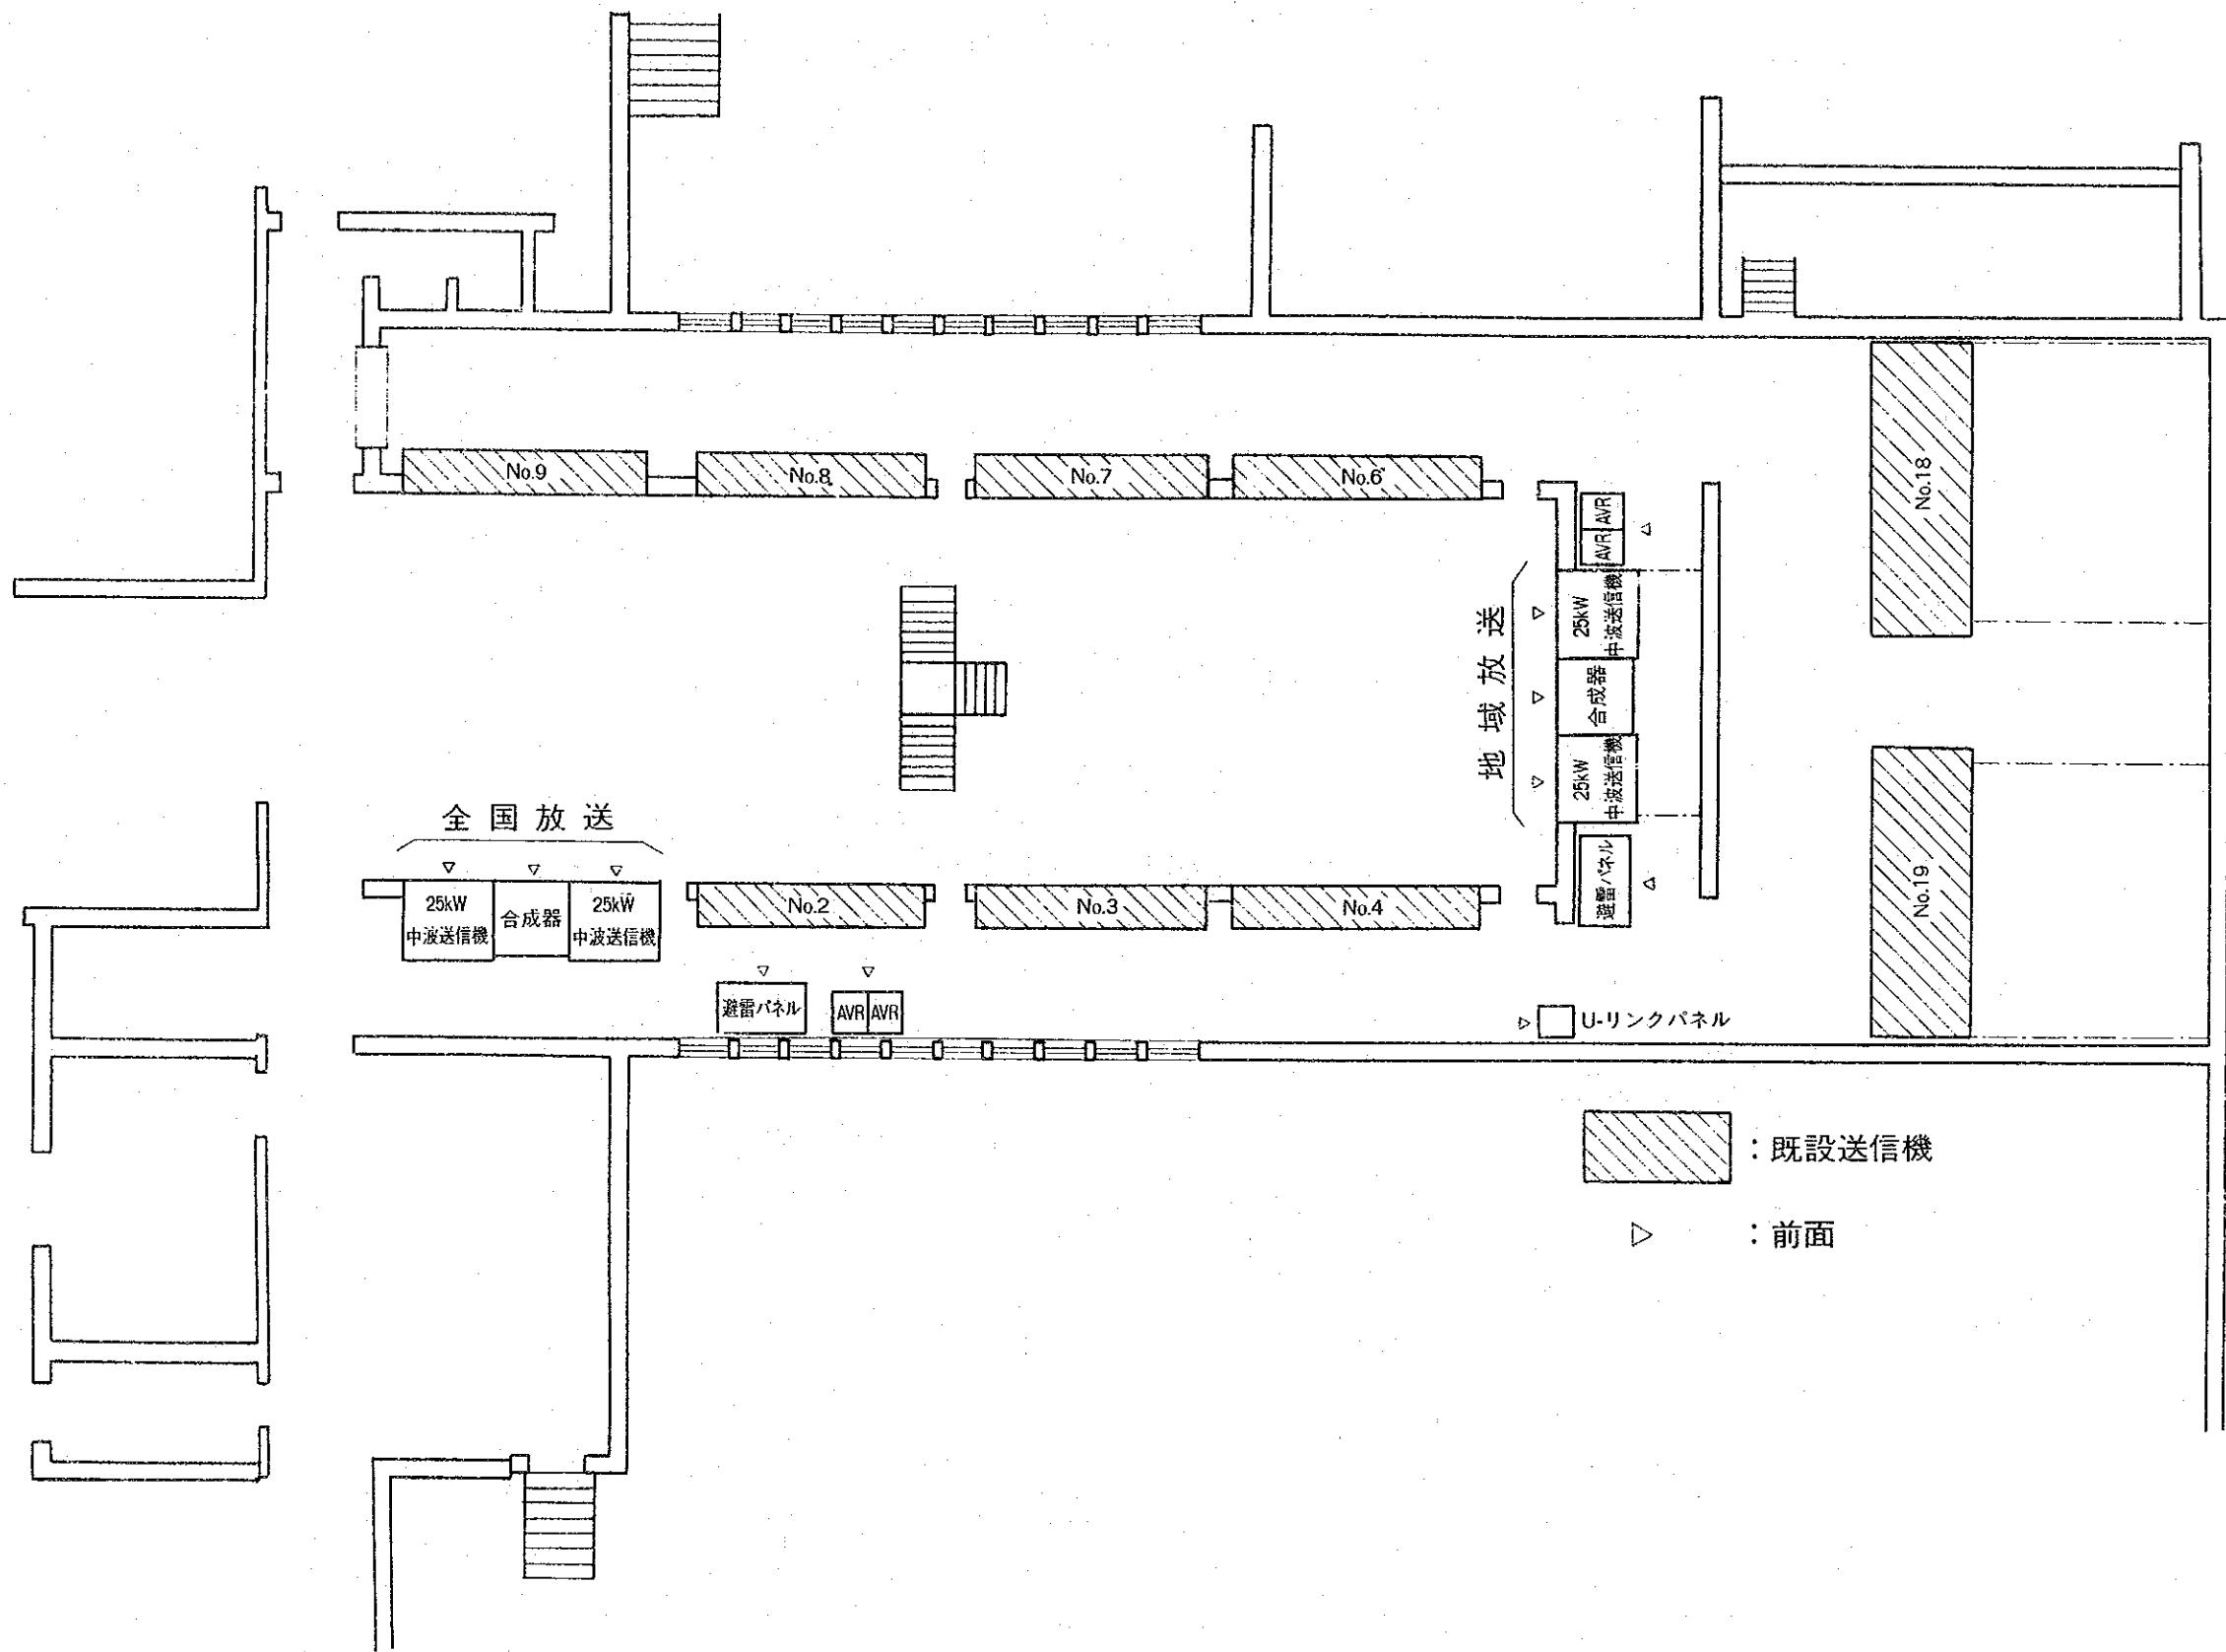 No.9
No.8
No.7
No.6
No.18
AVR
AVR
25kW
中波送信機
合成器
25kW
中波送信機
地域放送
避雷パネル
全国放送
25kW
中波送信機
合成器
25kW
中波送信機
No.2
No.3
No.4
No.19
避雷パネル
AVR AVR
U-リンクパネル
：既設送信機
：前面